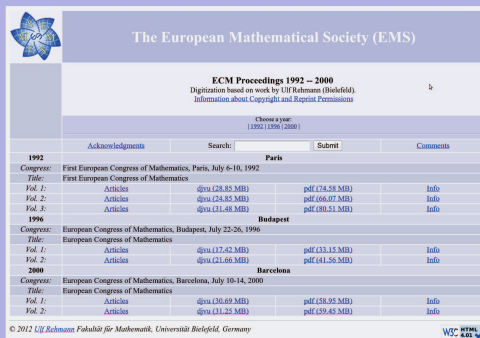 The European Mathematical Society (EMS)
ECM Proceedings 1992 -- 2000
Digitization based on work by Ulf Rehmann (Bielefeld).
Information about Copyright and Reprint Permissions
Choose a year:
| 1992 | 1996 | 2000 |
Acknowledgments Search: Submit Comments
1992 Paris
Congress: First European Congress of Mathematics, Paris, July 6-10, 1992
Title: First European Congress of Mathematics
Vol. 1: Articles djvu (28.85 MB) pdf (74.58 MB) Info
Vol. 2: Articles djvu (24.85 MB) pdf (66.07 MB) Info
Vol. 3: Articles djvu (31.48 MB) pdf (80.51 MB) Info
1996 Budapest
Congress: European Congress of Mathematics, Budapest, July 22-26, 1996
Title: European Congress of Mathematics
Vol. 1: Articles djvu (17.42 MB) pdf (33.15 MB) Info
Vol. 2: Articles djvu (21.66 MB) pdf (41.56 MB) Info
2000 Barcelona
Congress: European Congress of Mathematics, Barcelona, July 10-14, 2000
Title: European Congress of Mathematics
Vol. 1: Articles djvu (30.69 MB) pdf (58.95 MB) Info
Vol. 2: Articles djvu (31.25 MB) pdf (59.45 MB) Info
© 2012 Ulf Rehmann Fakultät für Mathematik, Universität Bielefeld, Germany
W3C HTML 4.01